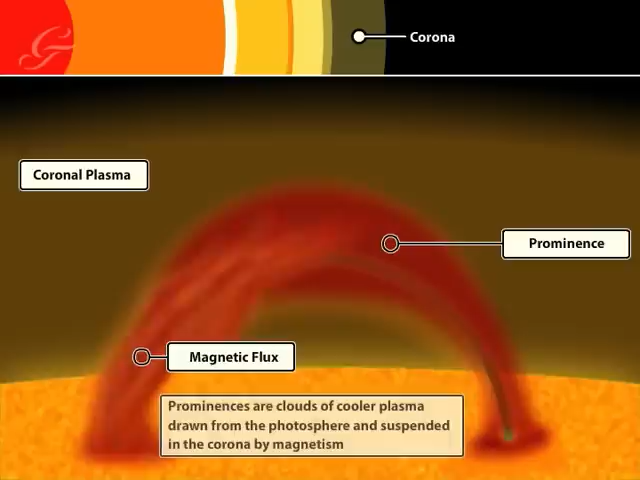 Corona
Coronal Plasma
Prominence
Magnetic Flux
Prominences are clouds of cooler plasma
drawn from the photosphere and suspended
in the corona by magnetism